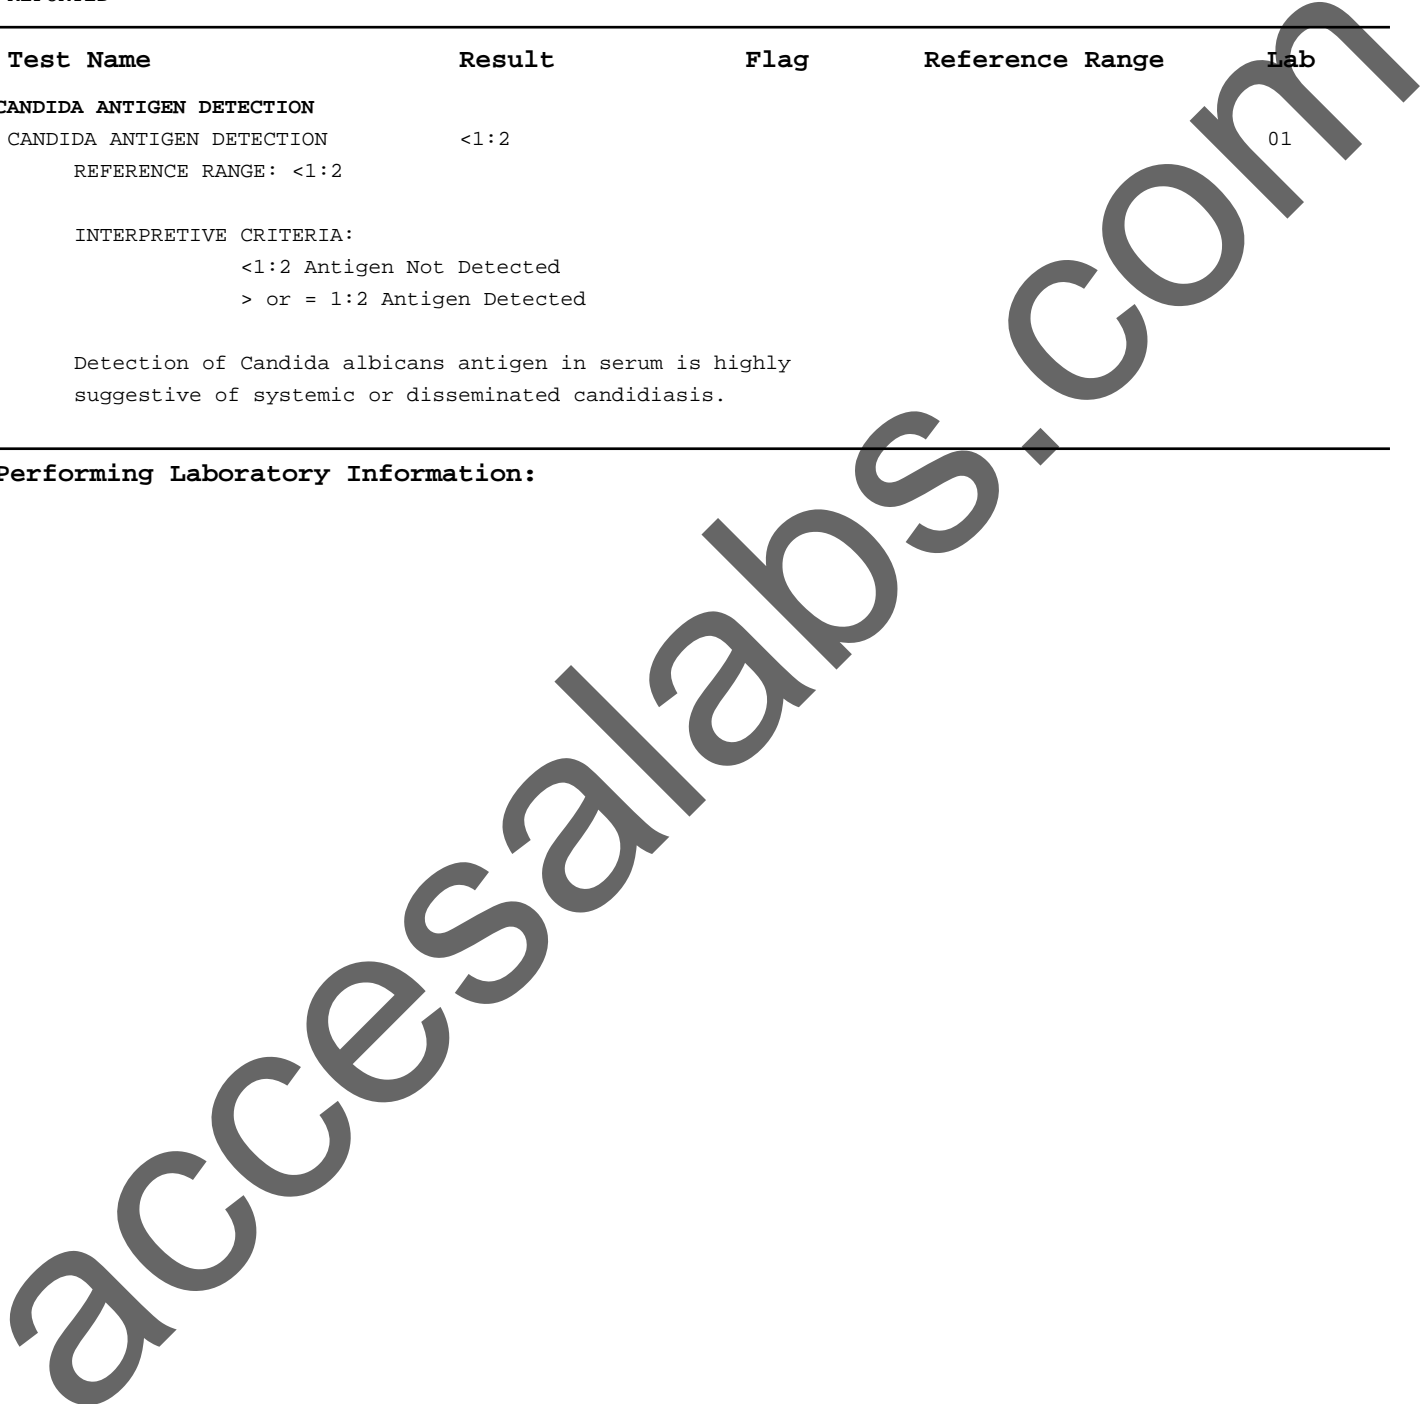 Test Name Result Flag Reference Range Lab
CANDIDA ANTIGEN DETECTION
CANDIDA ANTIGEN DETECTION <1:2 01
REFERENCE RANGE: <1:2
INTERPRETIVE CRITERIA:
<1:2 Antigen Not Detected
> or = 1:2 Antigen Detected
Detection of Candida albicans antigen in serum is highly
suggestive of systemic or disseminated candidiasis.
Performing Laboratory Information:
accesalabs.com